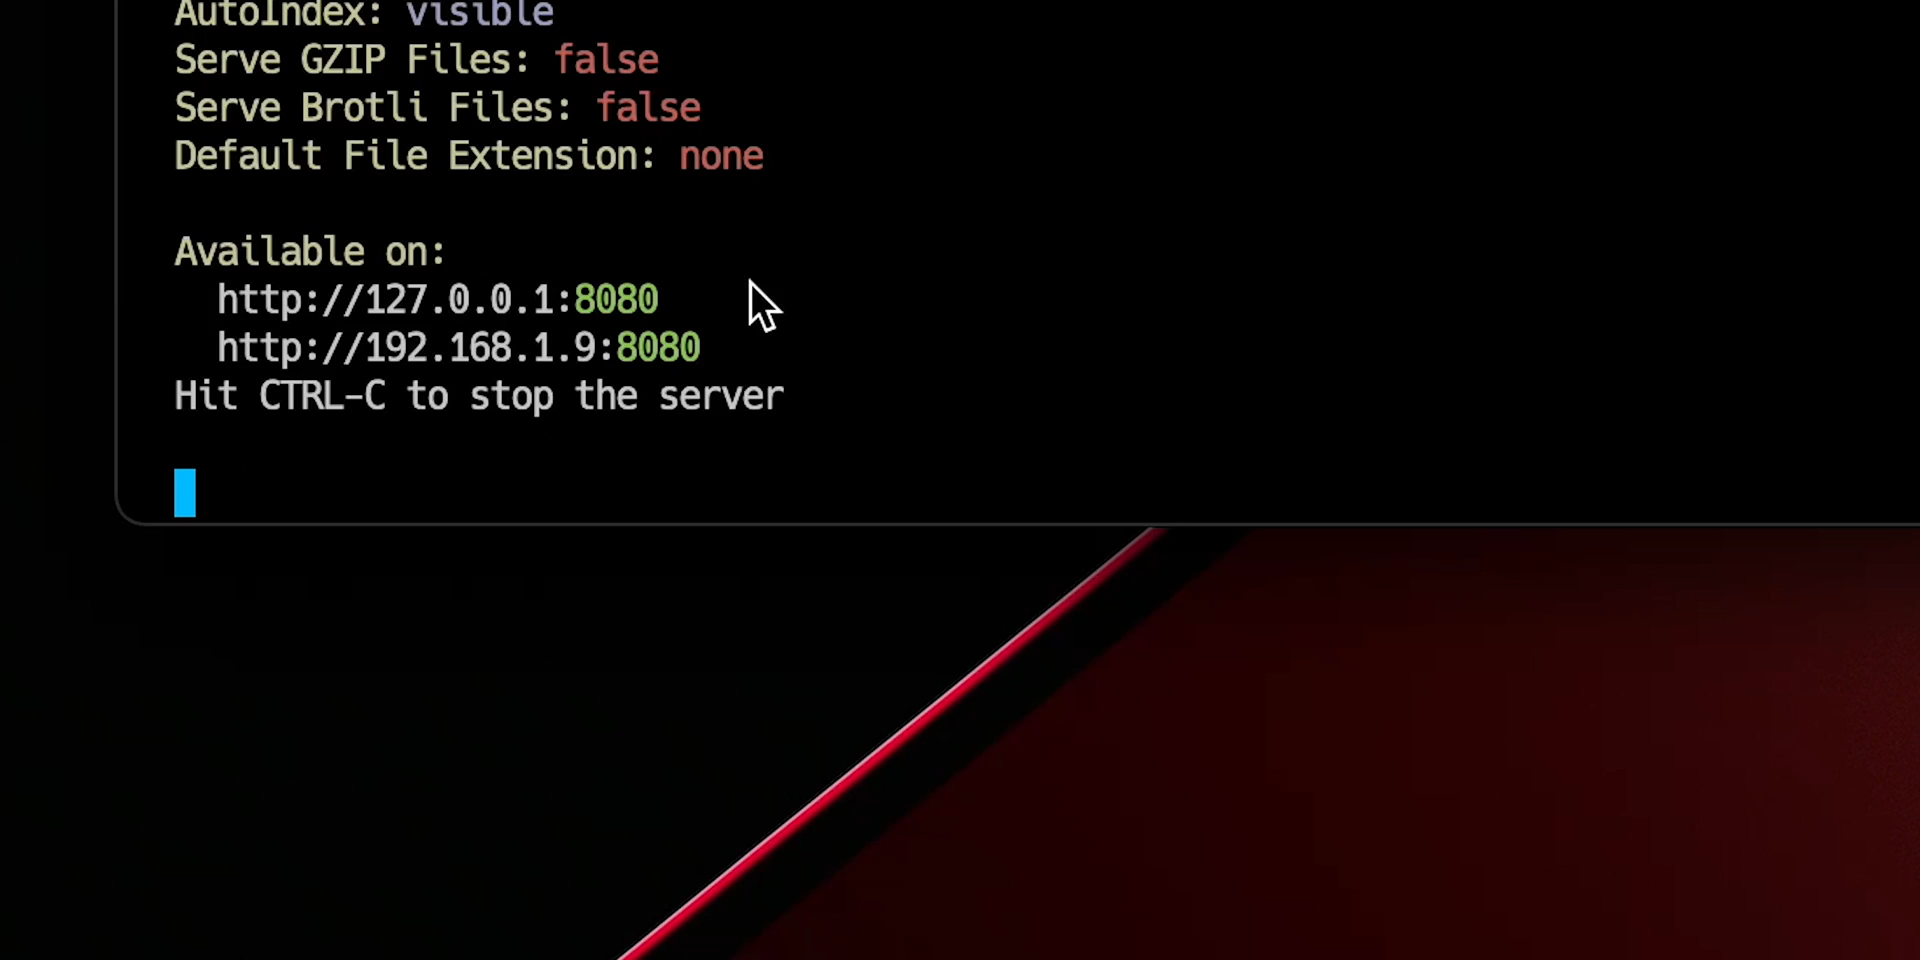 AutoIndex: visible
Serve GZIP Files: false
Serve Brotli Files: false
Default File Extension: none
Available on:
http://127.0.0.1:8080
http://192.168.1.9:8080
Hit CTRL-C to stop the server